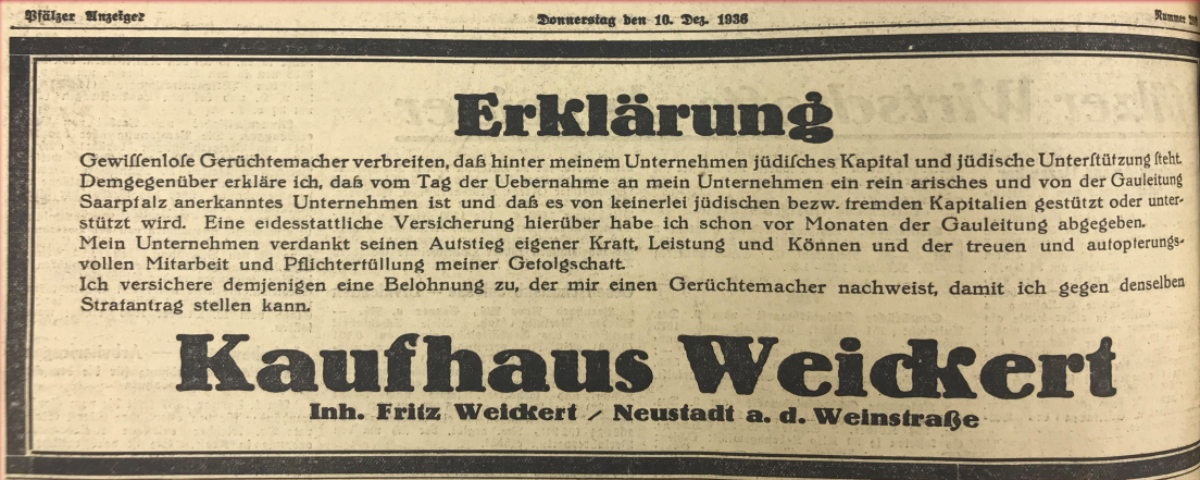 Pfälzer Anzeiger
Donnerstag den 10. Dez. 1936
Nummer
Erklärung
Gewiſſenloſe Gerüchtemacher verbreiten, daß hinter meinem Unternehmen jüdiſches Kapital und jüdiſche Unterſtützung ſteht.
Demgegenüber erkläre ich, daß vom Tag der Uebernahme an mein Unternehmen ein rein arisches und von der Gauleitung
Saarpfalz anerkanntes Unternehmen ist und daß es von keinerlei jüdischen bezw. fremden Kapitalien gestützt oder unter-
stützt wird. Eine eidesstattliche Versicherung hierüber habe ich schon vor Monaten der Gauleitung abgegeben.
Mein Unternehmen verdankt seinen Aufstieg eigener Kraft, Leistung und Können und der treuen und aufopferungs-
vollen Mitarbeit und Pflichterfüllung meiner Gefolgschaft.
Ich versichere demjenigen eine Belohnung zu, der mir einen Gerüchtemacher nachweist, damit ich gegen denselben
Strafantrag stellen kann.
Kaufhaus Weickert
Inh. Fritz Weickert / Neustadt a. d. Weinstraße